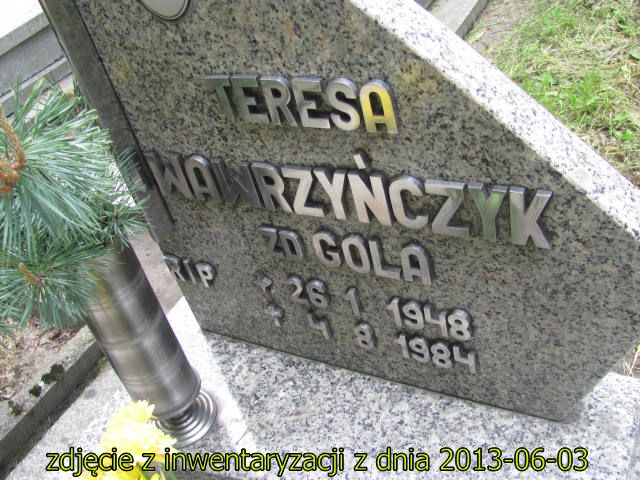 TERESA
WAWRZYŃCZYK
ZD GOLA
RIP
* 26 1 1948
+ 4 8 1984
zdjęcie z inwentaryzacji z dnia 2013-06-03